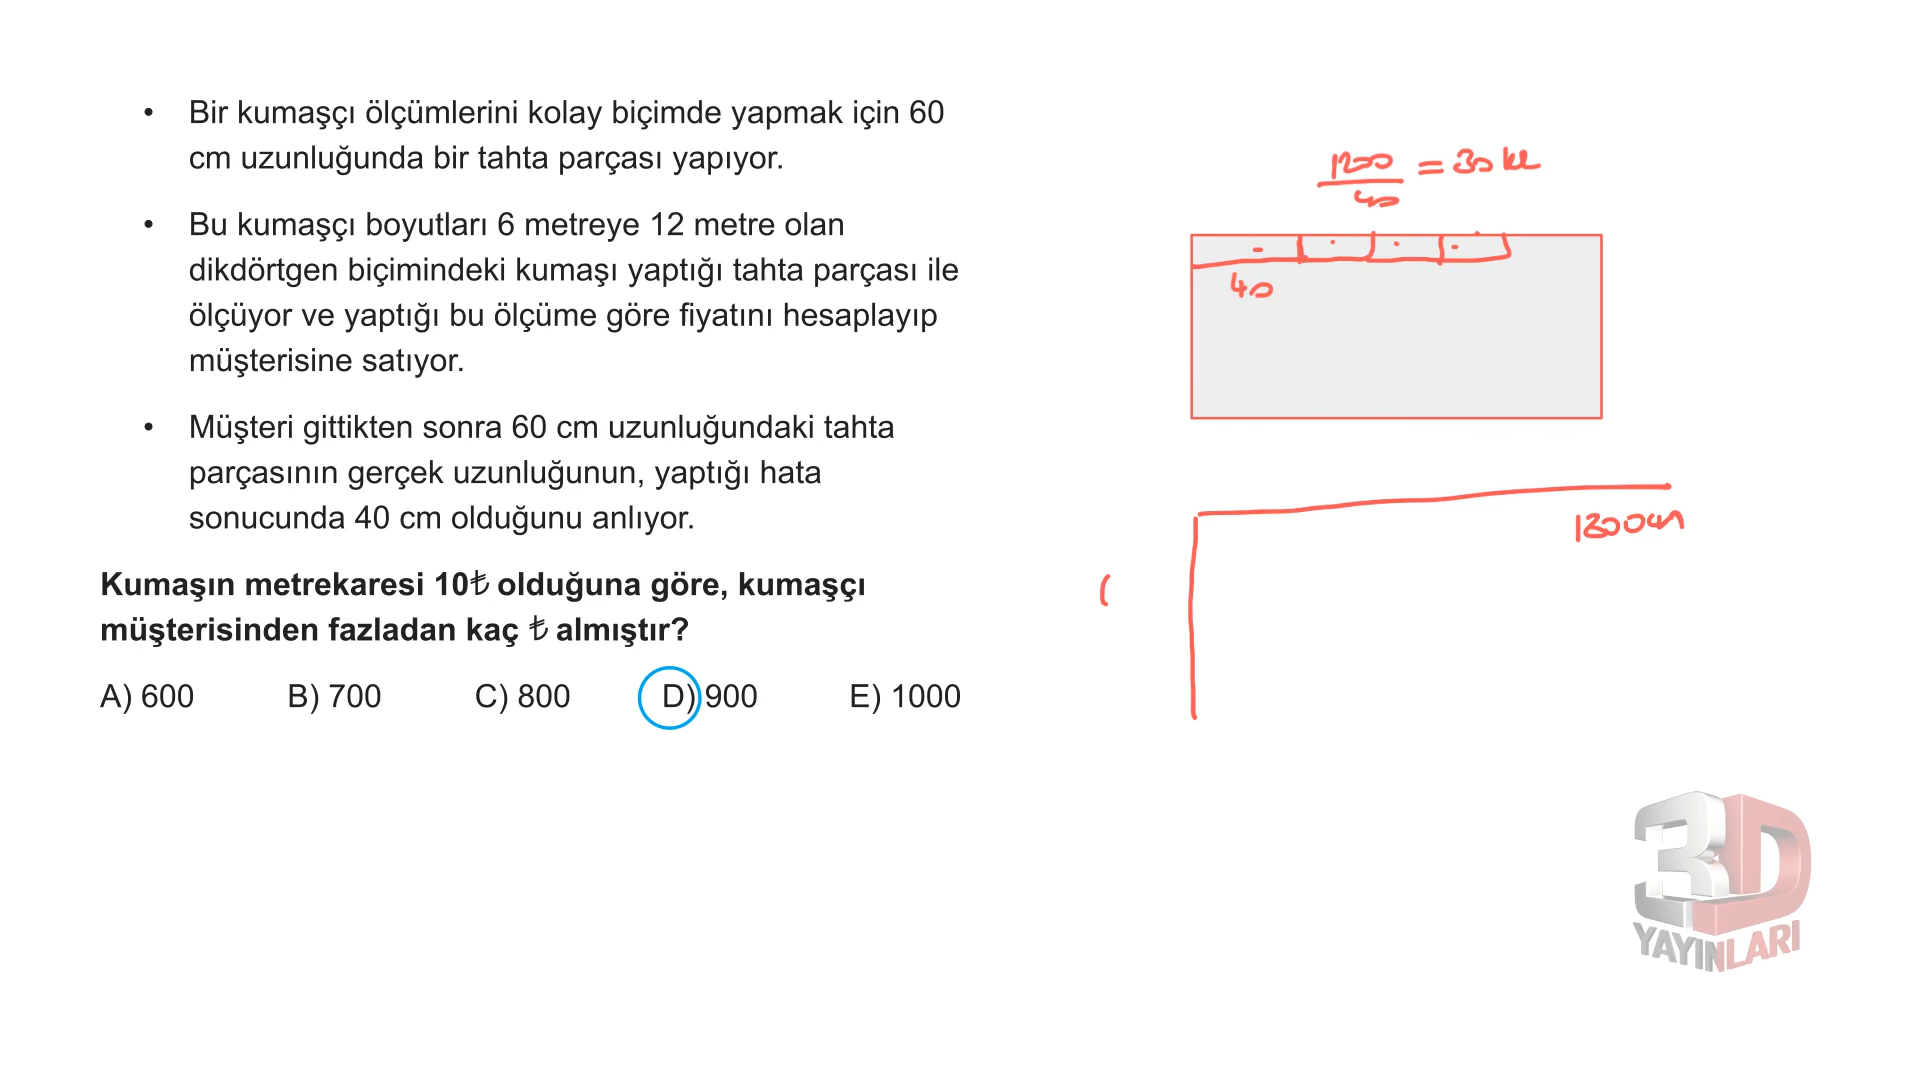 • Bir kumaşçı ölçümlerini kolay biçimde yapmak için 60
cm uzunluğunda bir tahta parçası yapıyor.
• Bu kumaşçı boyutları 6 metreye 12 metre olan
dikdörtgen biçimindeki kumaşı yaptığı tahta parçası ile
ölçüyor ve yaptığı bu ölçüme göre fiyatını hesaplayıp
müşterisine satıyor.
• Müşteri gittikten sonra 60 cm uzunluğundaki tahta
parçasının gerçek uzunluğunun, yaptığı hata
sonucunda 40 cm olduğunu anlıyor.
Kumaşın metrekaresi 10₺ olduğuna göre, kumaşçı
müşterisinden fazladan kaç ₺ almıştır?
A) 600 B) 700 C) 800 D) 900 E) 1000
1200
40
= 30
40
1800cm
3D
YAYINLARI